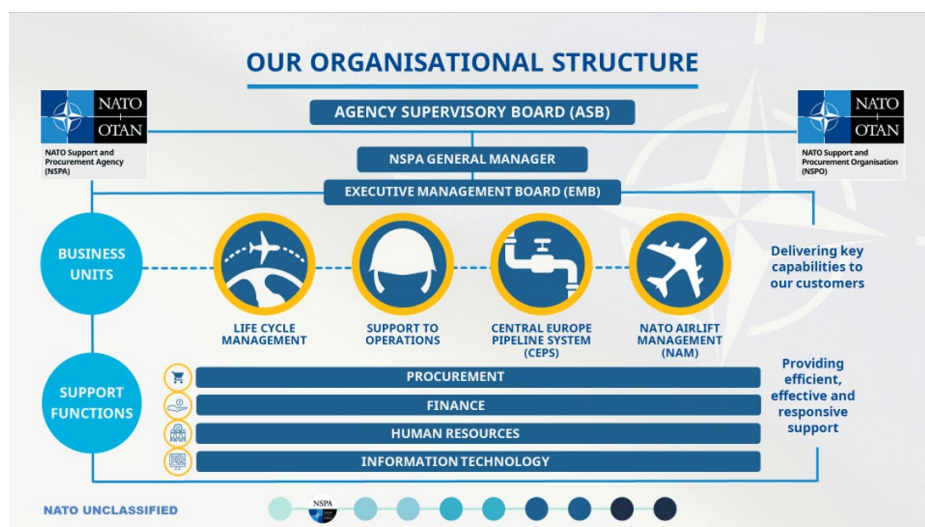 OUR ORGANISATIONAL STRUCTURE
NATO
OTAN
NATO Support and
Procurement Agency
(NSPA)
AGENCY SUPERVISORY BOARD (ASB)
NATO
OTAN
NATO Support and
Procurement Organisation
(NSPO)
NSPA GENERAL MANAGER
EXECUTIVE MANAGEMENT BOARD (EMB)
BUSINESS
UNITS
LIFE CYCLE
MANAGEMENT
SUPPORT TO
OPERATIONS
CENTRAL EUROPE
PIPELINE SYSTEM
(CEPS)
NATO AIRLIFT
MANAGEMENT
(NAM)
Delivering key
capabilities to
our customers
SUPPORT
FUNCTIONS
PROCUREMENT
FINANCE
HUMAN RESOURCES
INFORMATION TECHNOLOGY
Providing
efficient,
effective and
responsive
support
NATO UNCLASSIFIED
NSPA